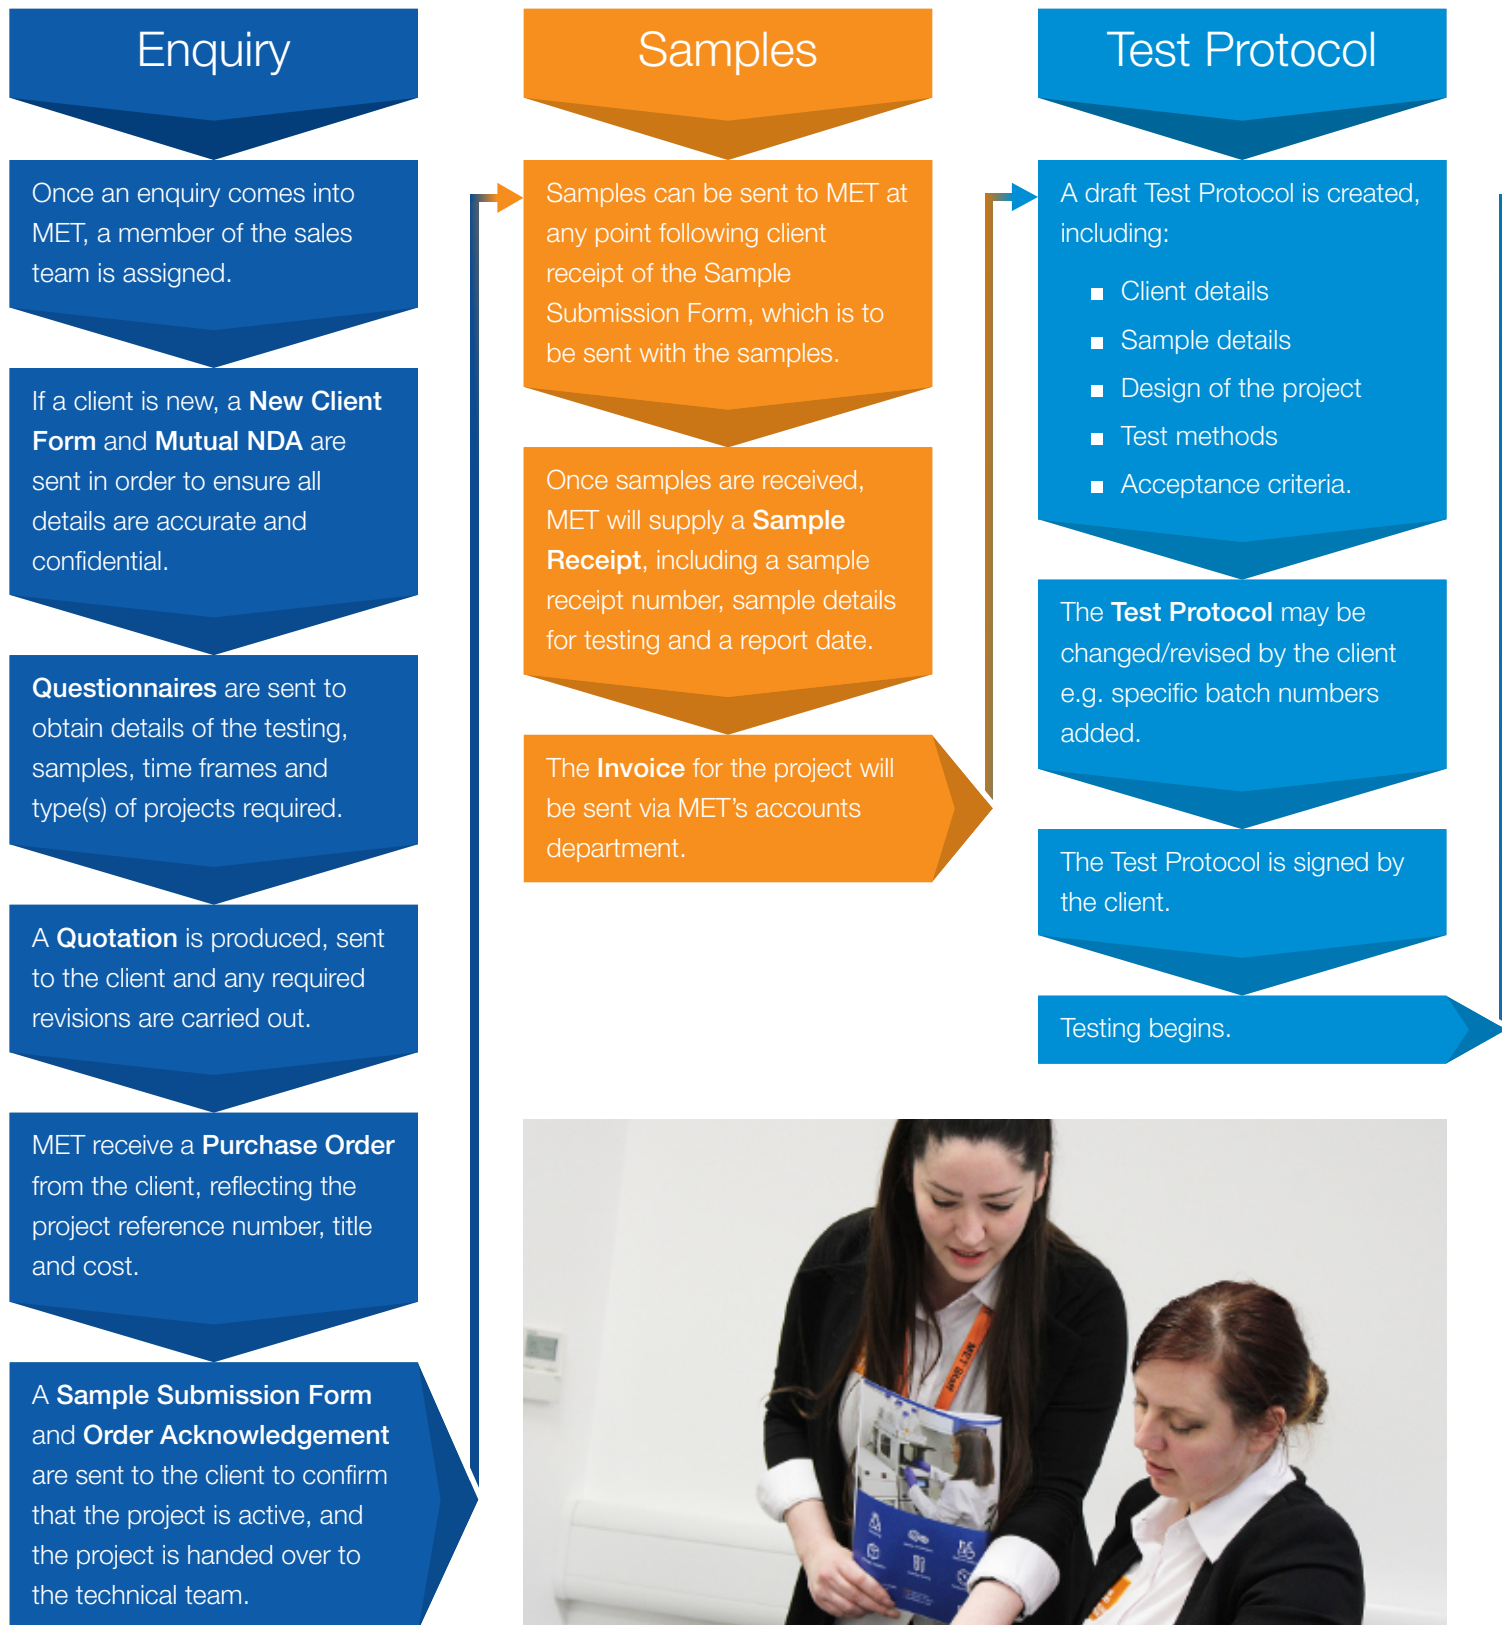 Enquiry
Once an enquiry comes into
MET, a member of the sales
team is assigned.
If a client is new, a New Client
Form and Mutual NDA are
sent in order to ensure all
details are accurate and
confidential.
Questionnaires are sent to
obtain details of the testing,
samples, time frames and
type(s) of projects required.
A Quotation is produced, sent
to the client and any required
revisions are carried out.
MET receive a Purchase Order
from the client, reflecting the
project reference number, title
and cost.
A Sample Submission Form
and Order Acknowledgement
are sent to the client to confirm
that the project is active, and
the project is handed over to
the technical team.
Samples
Samples can be sent to MET at
any point following client
receipt of the Sample
Submission Form, which is to
be sent with the samples.
Once samples are received,
MET will supply a Sample
Receipt, including a sample
receipt number, sample details
for testing and a report date.
The Invoice for the project will
be sent via MET’s accounts
department.
Test Protocol
A draft Test Protocol is created,
including:
Client details
Sample details
Design of the project
Test methods
Acceptance criteria.
The Test Protocol may be
changed/revised by the client
e.g. specific batch numbers
added.
The Test Protocol is signed by
the client.
Testing begins.
MET Staff